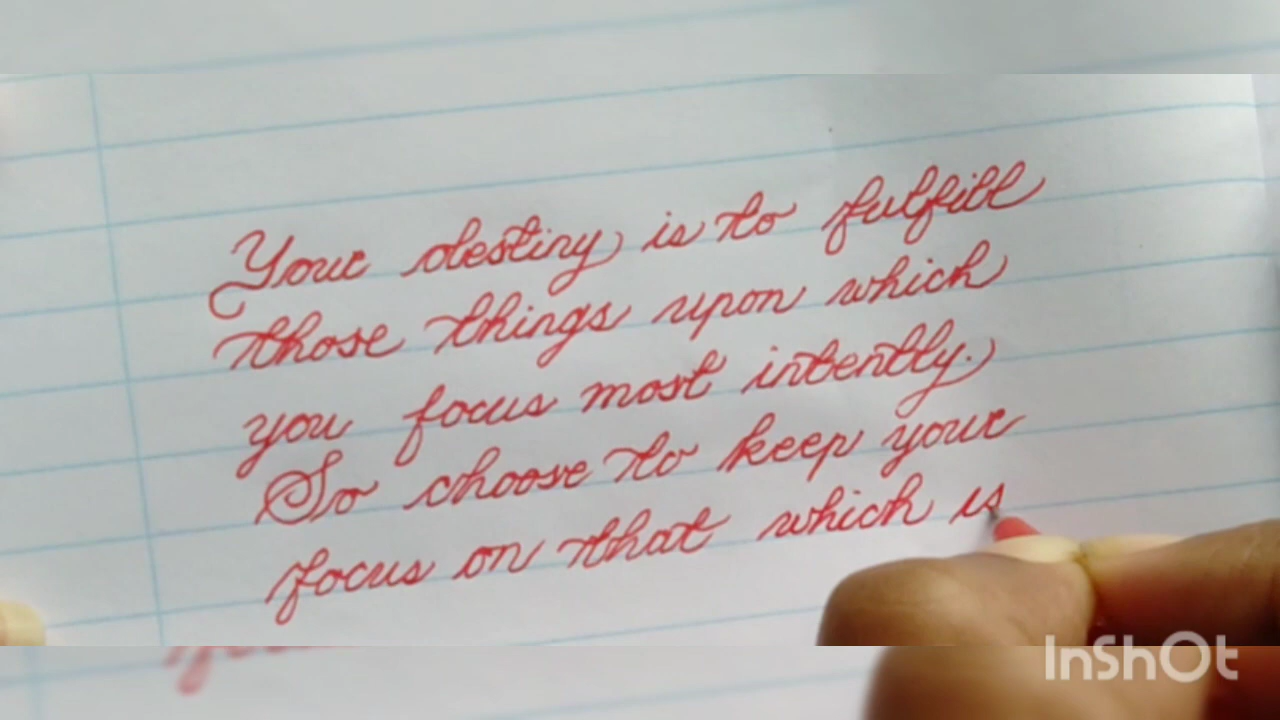 Your destiny is to fulfill
those things upon which
you focus most intently.
So choose to keep your
focus on that which is
InShOt